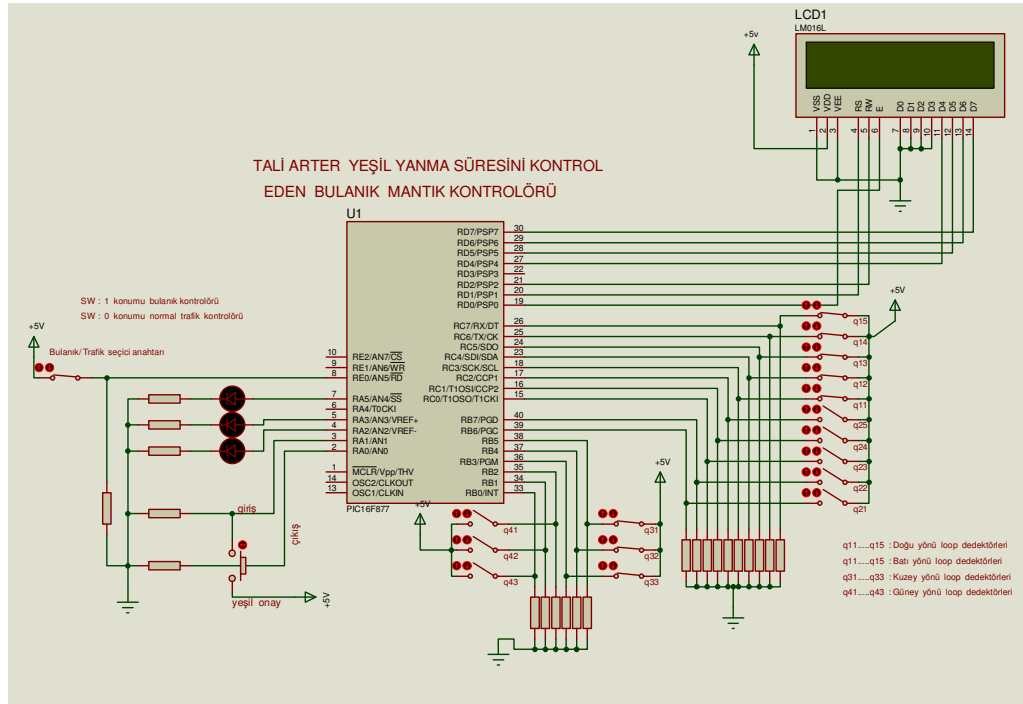 LCD1
LM016L
+5v
VSS
VDD
VEE
RS
RW
E
D0
D1
D2
D3
D4
D5
D6
D7
1
2
3
4
5
6
7
8
9
10
11
12
13
14
TALİ ARTER YEŞİL YANMA SÜRESİNİ KONTROL
EDEN BULANIK MANTIK KONTROLÖRÜ
U1
RD7/PSP7 30
RD6/PSP6 29
RD5/PSP5 28
RD4/PSP4 27
RD3/PSP3 22
RD2/PSP2 21
RD1/PSP1 20
RD0/PSP0 19
RC7/RX/DT 26
RC6/TX/CK 25
RC5/SDO 24
RC4/SDI/SDA 23
RC3/SCK/SCL 18
RC2/CCP1 17
RC1/T1OSI/CCP2 16
RC0/T1OSO/T1CKI 15
RB7/PGD 40
RB6/PGC 39
RB5 38
RB4 37
RB3/PGM 36
RB2 35
RB1 34
RB0/INT 33
10 RE2/AN7/CS
9 RE1/AN6/WR
8 RE0/AN5/RD
7 RA5/AN4/SS
6 RA4/T0CKI
5 RA3/AN3/VREF+
4 RA2/AN2/VREF-
3 RA1/AN1
2 RA0/AN0
1 MCLR/Vpp/THV
14 OSC2/CLKOUT
13 OSC1/CLKIN
PIC16F877
SW : 1 konumu bulanık kontrolörü
SW : 0 konumu normal trafik kontrolörü
+5V
Bulanık/ Trafik seçici anahtarı
giriş
çıkış
yeşil onay
+5V
+5V
q41
q42
q43
+5V
q31
q32
q33
+5V
q15
q14
q13
q12
q11
q25
q24
q23
q22
q21
q11.....q15 : Doğu yönü loop dedektörleri
q11.....q15 : Batı yönü loop dedektörleri
q31....q33 : Kuzey yönü loop dedektörleri
q41....q43 : Güney yönü loop dedektörleri